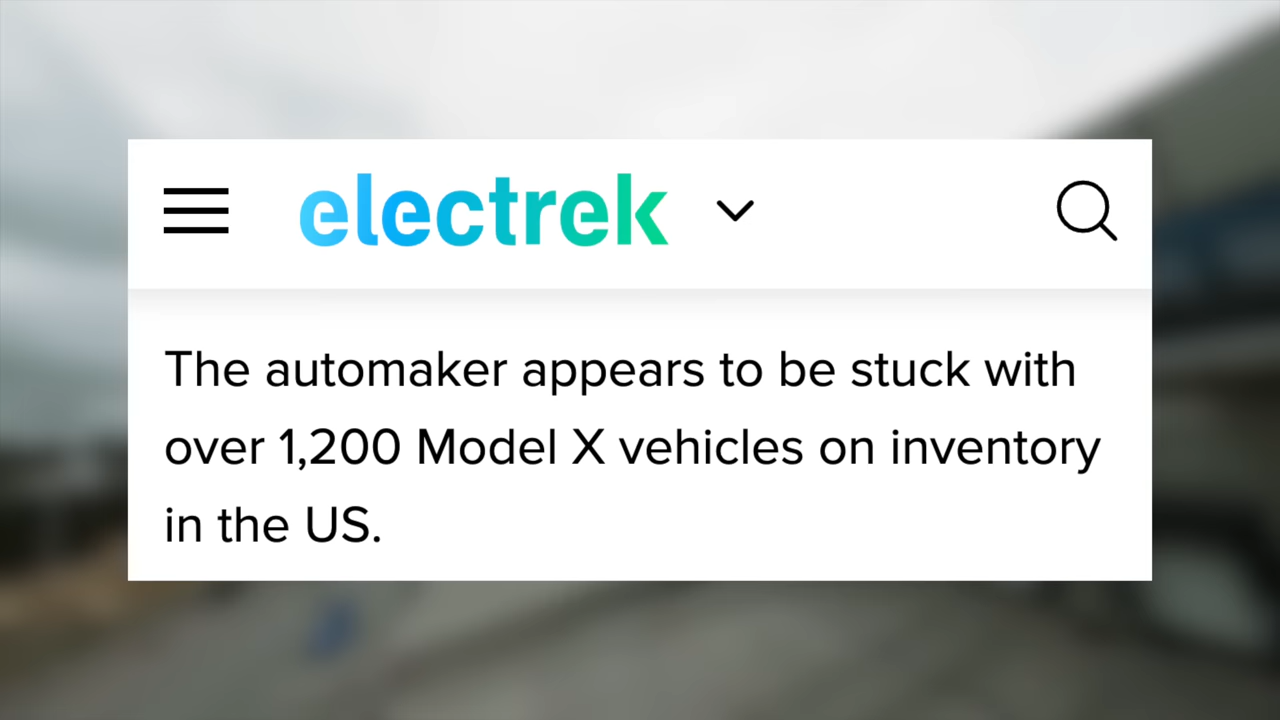 electrek
The automaker appears to be stuck with
over 1,200 Model X vehicles on inventory
in the US.